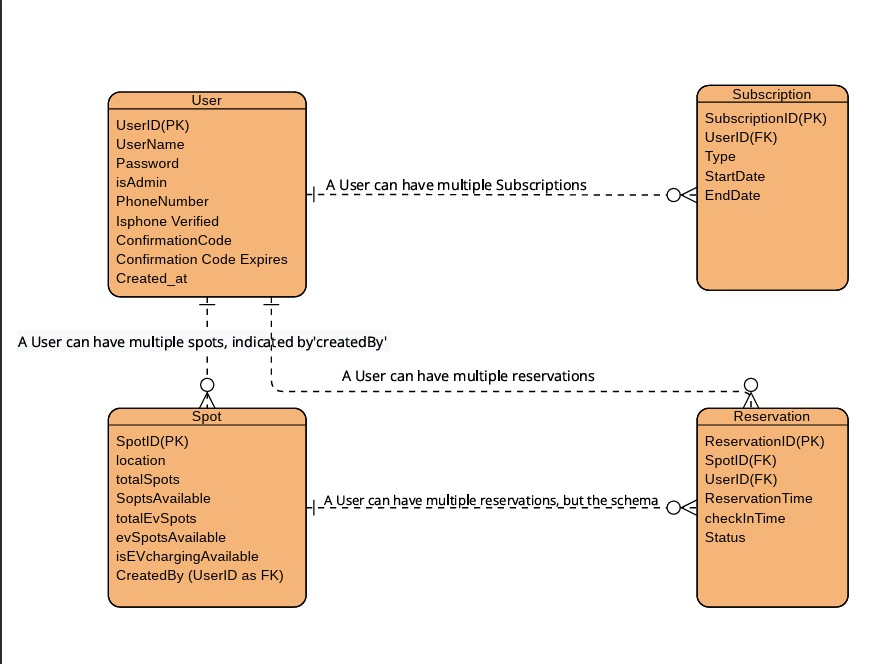 User
UserID(PK)
UserName
Password
isAdmin
PhoneNumber
Isphone Verified
ConfirmationCode
Confirmation Code Expires
Created_at
A User can have multiple Subscriptions
Subscription
SubscriptionID(PK)
UserID(FK)
Type
StartDate
EndDate
A User can have multiple spots, indicated by'createdBy'
A User can have multiple reservations
Spot
SpotID(PK)
location
totalSpots
SoptsAvailable
totalEvSpots
evSpotsAvailable
isEVchargingAvailable
CreatedBy (UserID as FK)
A User can have multiple reservations, but the schema
Reservation
ReservationID(PK)
SpotID(FK)
UserID(FK)
ReservationTime
checkInTime
Status